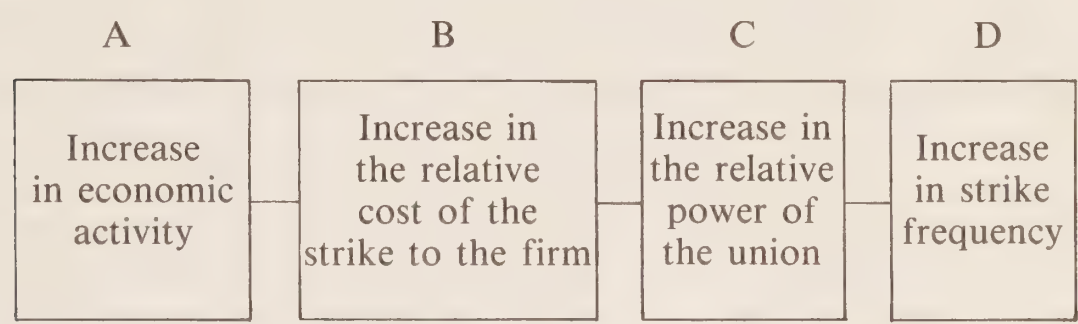 A B C D
Increase
in economic
activity
Increase in
the relative
cost of the
strike to the firm
Increase in
the relative
power of
the union
Increase
in strike
frequency